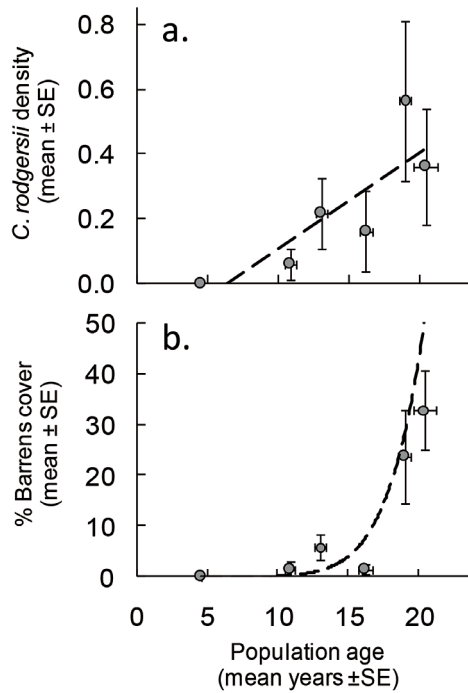 a.
0.8
0.6
0.4
0.2
0.0
C. rodgersii density
(mean ± SE)
b.
50
40
30
20
10
0
% Barrens cover
(mean ± SE)
0 5 10 15 20
Population age
(mean years ±SE)